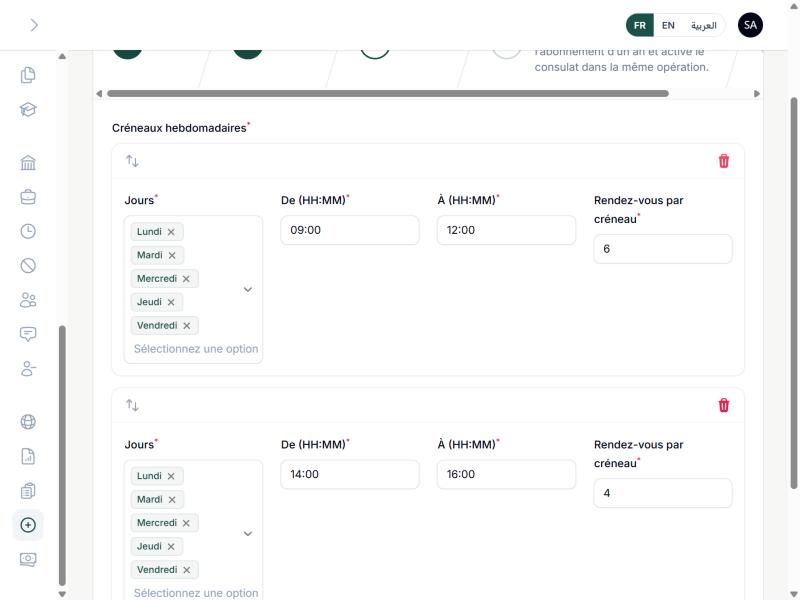 FR EN العربية SA
l'abonnement d'un an et active le
consulat dans la même opération.
Créneaux hebdomadaires*
Jours* De (HH:MM)* À (HH:MM)* Rendez-vous par
créneau*
Lundi 09:00 12:00 6
Mardi
Mercredi
Jeudi
Vendredi
Sélectionnez une option
Jours* De (HH:MM)* À (HH:MM)* Rendez-vous par
créneau*
Lundi 14:00 16:00 4
Mardi
Mercredi
Jeudi
Vendredi
Sélectionnez une option